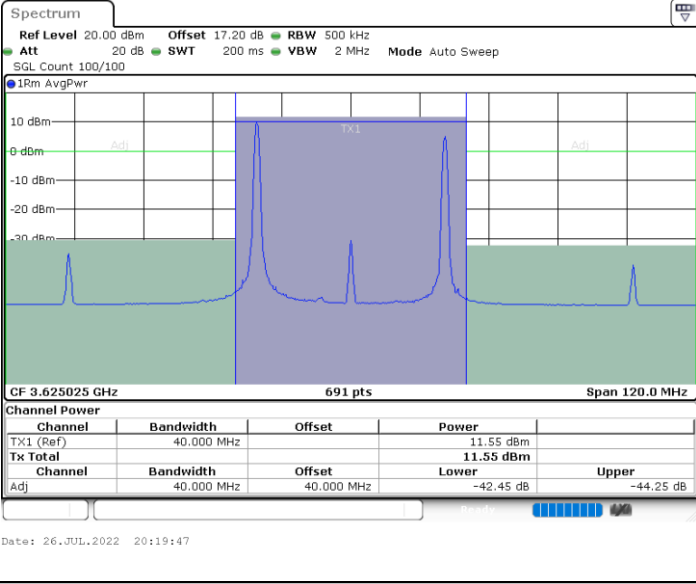 Spectrum
Ref Level 20.00 dBm Offset 17.20 dB RBW 500 kHz
Att 20 dB SWT 200 ms VBW 2 MHz Mode Auto Sweep
SGL Count 100/100
1Rm AvgPwr
10 dBm
TX1
Adj
Adj
0 dBm
-10 dBm
-20 dBm
-30 dBm
CF 3.625025 GHz 691 pts Span 120.0 MHz
Channel Power
Channel Bandwidth Offset Power
TX1 (Ref) 40.000 MHz 11.55 dBm
Tx Total 11.55 dBm
Channel Bandwidth Offset Lower Upper
Adj 40.000 MHz 40.000 MHz -42.45 dB -44.25 dB
Ready
Date: 26.JUL.2022 20:19:47